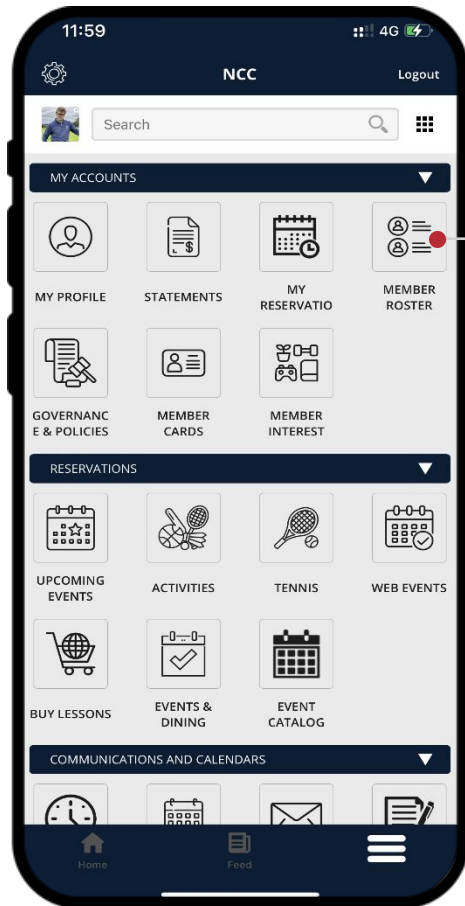 11:59
4G
NCC
Logout
Search
MY ACCOUNTS
MY PROFILE
STATEMENTS
MY
RESERVATIO
MEMBER
ROSTER
GOVERNANC
E & POLICIES
MEMBER
CARDS
MEMBER
INTEREST
RESERVATIONS
UPCOMING
EVENTS
ACTIVITIES
TENNIS
WEB EVENTS
BUY LESSONS
EVENTS &
DINING
EVENT
CATALOG
COMMUNICATIONS AND CALENDARS
Home
Feed